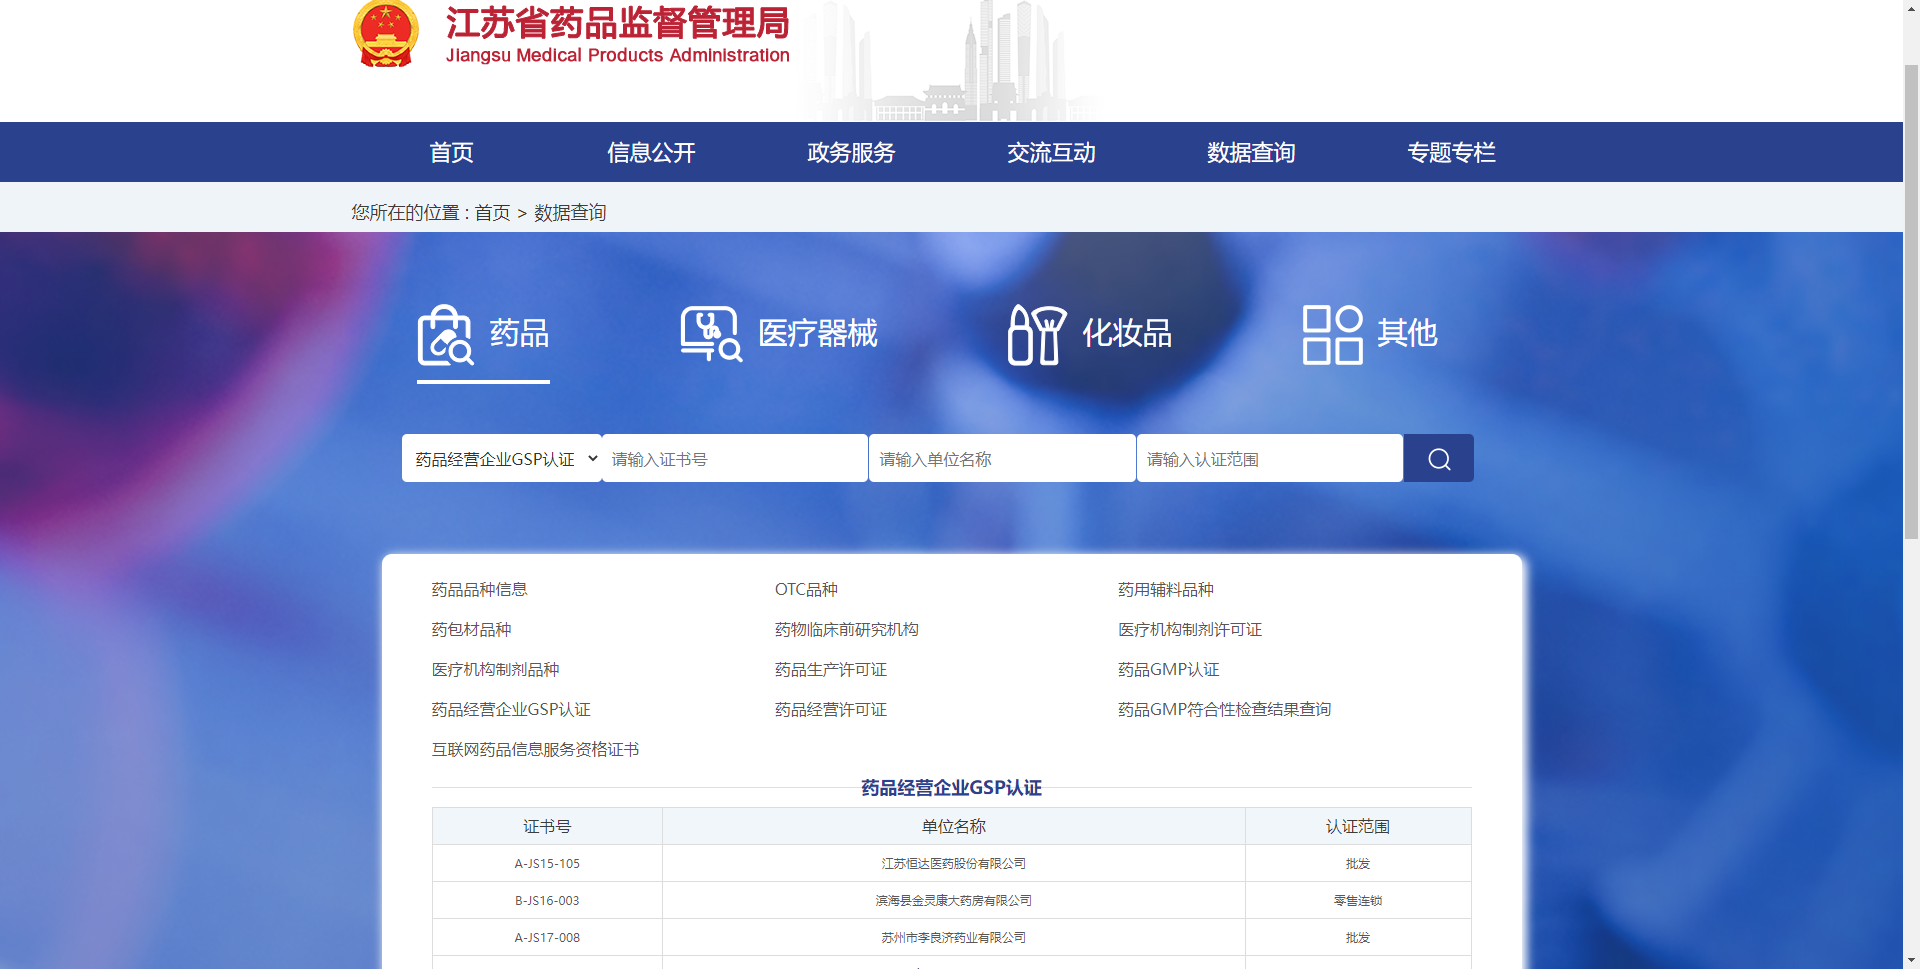 江苏省药品监督管理局
Jiangsu Medical Products Administration
首页 信息公开 政务服务 交流互动 数据查询 专题专栏
您所在的位置 : 首页 > 数据查询
药品 医疗器械 化妆品 其他
药品经营企业GSP认证 请输入证书号 请输入单位名称 请输入认证范围
药品品种信息 OTC品种 药用辅料品种
药包材品种 药物临床前研究机构 医疗机构制剂许可证
医疗机构制剂品种 药品生产许可证 药品GMP认证
药品经营企业GSP认证 药品经营许可证 药品GMP符合性检查结果查询
互联网药品信息服务资格证书
药品经营企业GSP认证
证书号 单位名称 认证范围
A-JS15-105 江苏恒达医药股份有限公司 批发
B-JS16-003 滨海县金灵康大药房有限公司 零售连锁
A-JS17-008 苏州市李良济药业有限公司 批发